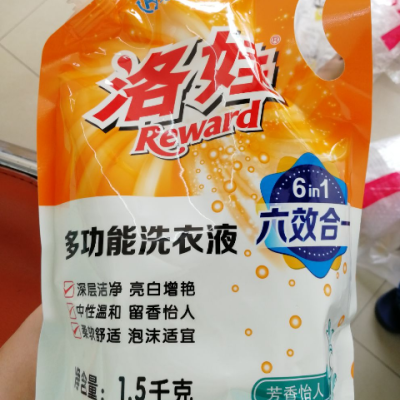 洛娃®
Reward
6 in 1
六效合一
多功能洗衣液
深层洁净 亮白增艳
中性温和 留香怡人
柔软舒适 泡沫适宜
净含量：1.5千克
芳香怡人